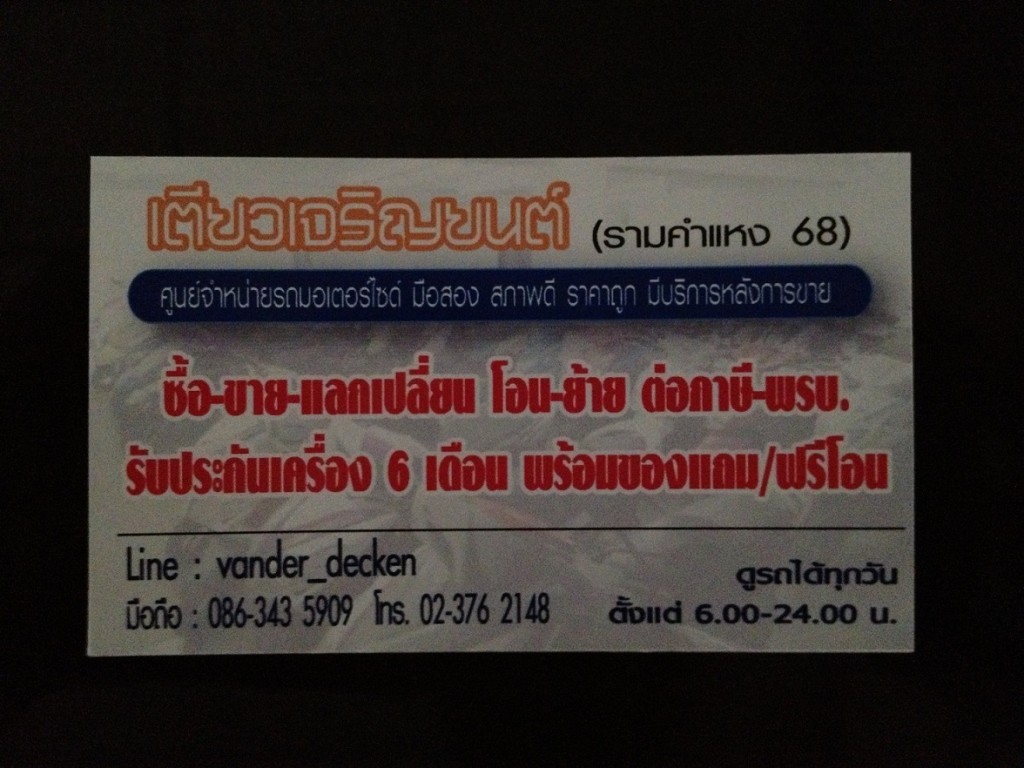 เตียวเจริญยนต์ (รามคำแหง 68)
ศูนย์จำหน่ายรถมอเตอร์ไซด์ มือสอง สภาพดี ราคาถูก มีบริการหลังการขาย
ซื้อ-ขาย-แลกเปลี่ยน โอน-ย้าย ต่อภาษี-พรบ.
รับประกันเครื่อง 6 เดือน พร้อมของแถม/ฟรีโอน
Line : vander_decken
ดูรถได้ทุกวัน
มือถือ : 086-343 5909 โทร. 02-376 2148
ตั้งแต่ 6.00-24.00 น.